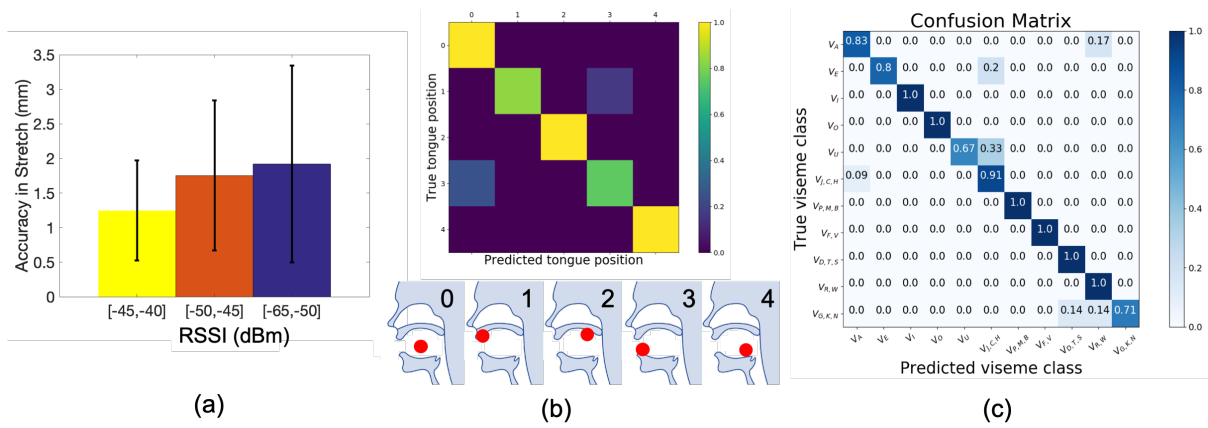 3.5
3
2.5
2
1.5
1
0.5
0
Accuracy in Stretch (mm)
[-45,-40] [-50,-45] [-65,-50]
RSSI (dBm)
(a)
0 1 2 3 4
0
1
2
3
4
True tongue position
Predicted tongue position
1.0
0.8
0.6
0.4
0.2
0.0
0 1 2 3 4
(b)
Confusion Matrix
True viseme class
V_A 0.83 0.0 0.0 0.0 0.0 0.0 0.0 0.0 0.0 0.17 0.0
V_E 0.0 0.8 0.0 0.0 0.0 0.2 0.0 0.0 0.0 0.0 0.0
V_I 0.0 0.0 1.0 0.0 0.0 0.0 0.0 0.0 0.0 0.0 0.0
V_O 0.0 0.0 0.0 1.0 0.0 0.0 0.0 0.0 0.0 0.0 0.0
V_U 0.0 0.0 0.0 0.0 0.67 0.33 0.0 0.0 0.0 0.0 0.0
V_J,C,H 0.09 0.0 0.0 0.0 0.0 0.91 0.0 0.0 0.0 0.0 0.0
V_P,M,B 0.0 0.0 0.0 0.0 0.0 0.0 1.0 0.0 0.0 0.0 0.0
V_F,V 0.0 0.0 0.0 0.0 0.0 0.0 0.0 1.0 0.0 0.0 0.0
V_D,T,S 0.0 0.0 0.0 0.0 0.0 0.0 0.0 0.0 1.0 0.0 0.0
V_R,W 0.0 0.0 0.0 0.0 0.0 0.0 0.0 0.0 0.0 1.0 0.0
V_G,K,N 0.0 0.0 0.0 0.0 0.0 0.0 0.0 0.0 0.14 0.14 0.71
V_A V_E V_I V_O V_U V_J,C,H V_P,M,B V_F,V V_D,T,S V_R,W V_G,K,N
Predicted viseme class
1.0
0.8
0.6
0.4
0.2
0.0
(c)